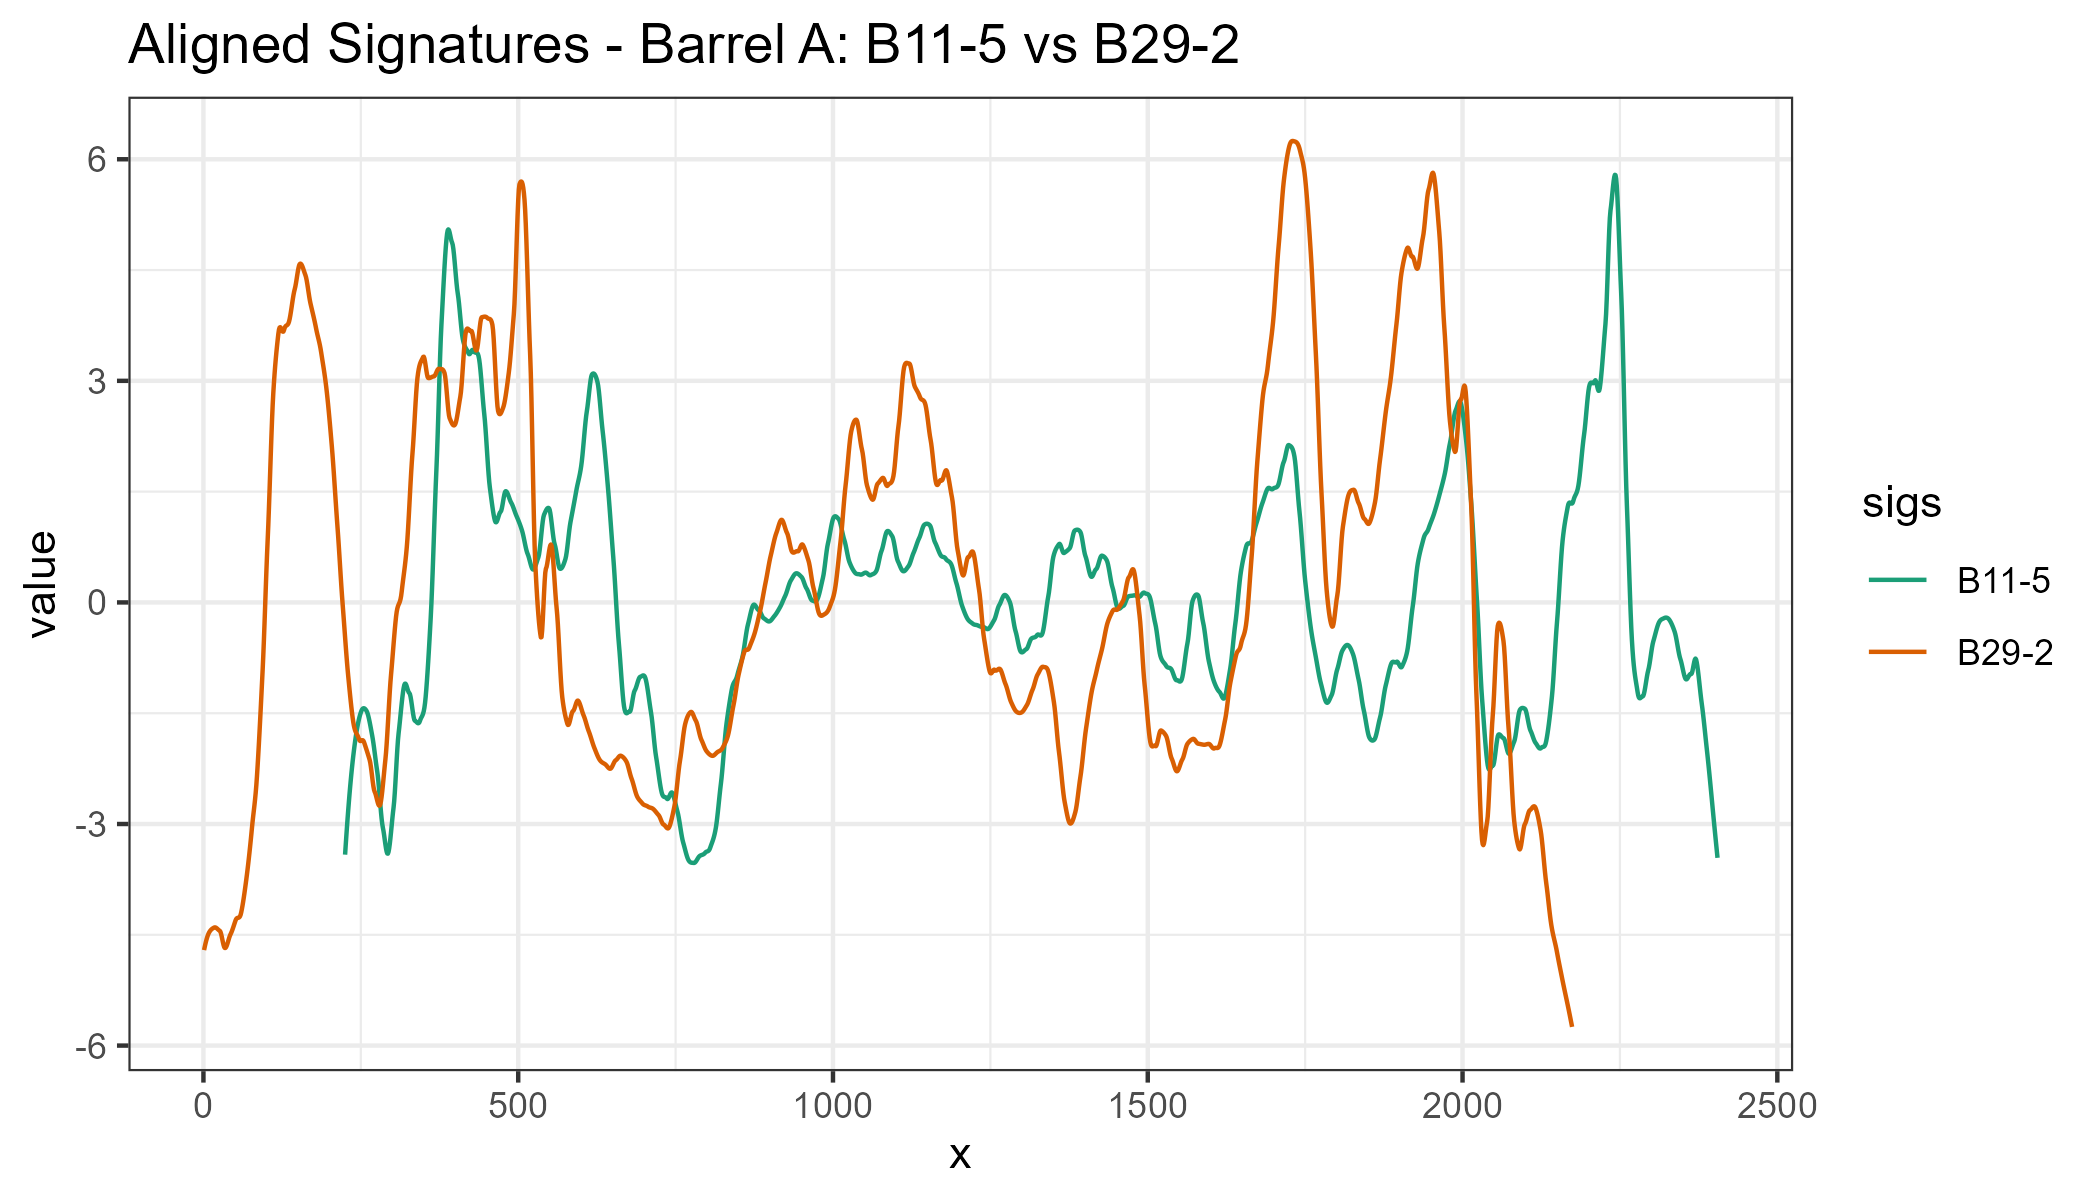 Aligned Signatures - Barrel A: B11-5 vs B29-2
value
6
3
0
-3
-6
0 500 1000 1500 2000 2500
x
sigs
B11-5
B29-2